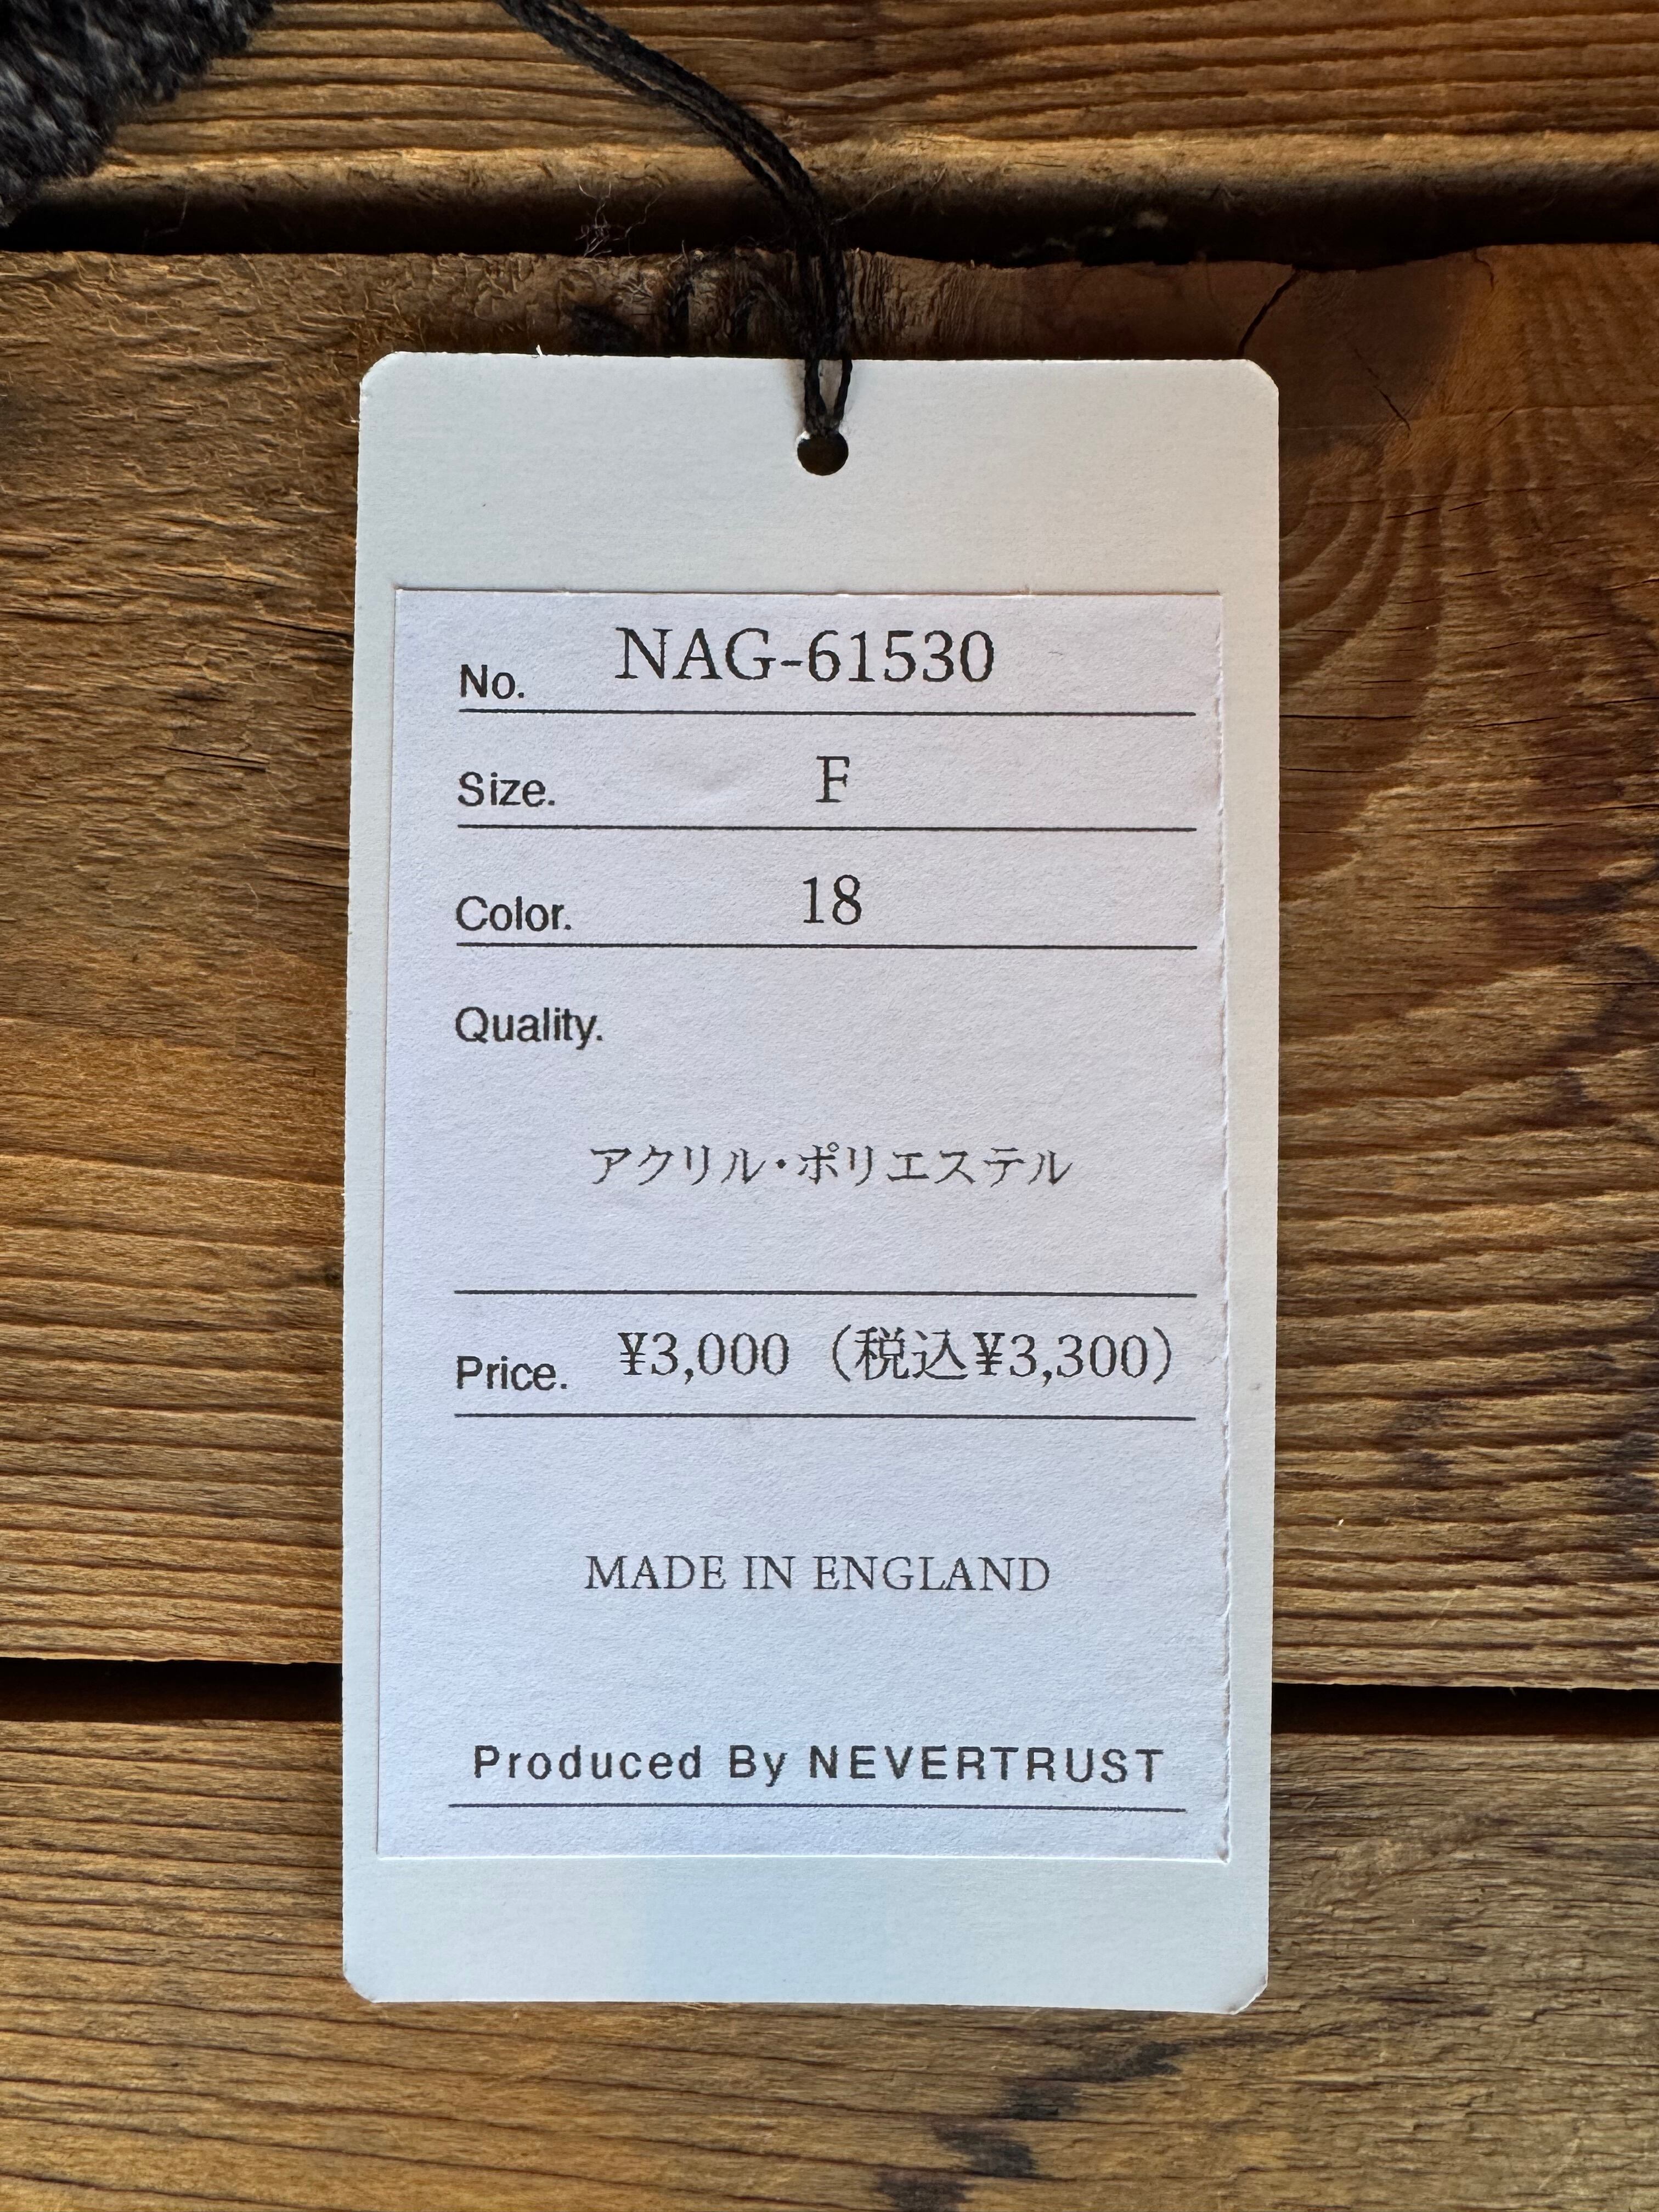 No. NAG-61530
Size. F
Color. 18
Quality.
アクリル・ポリエステル
Price. ¥3,000（税込¥3,300）
MADE IN ENGLAND
Produced By NEVERTRUST